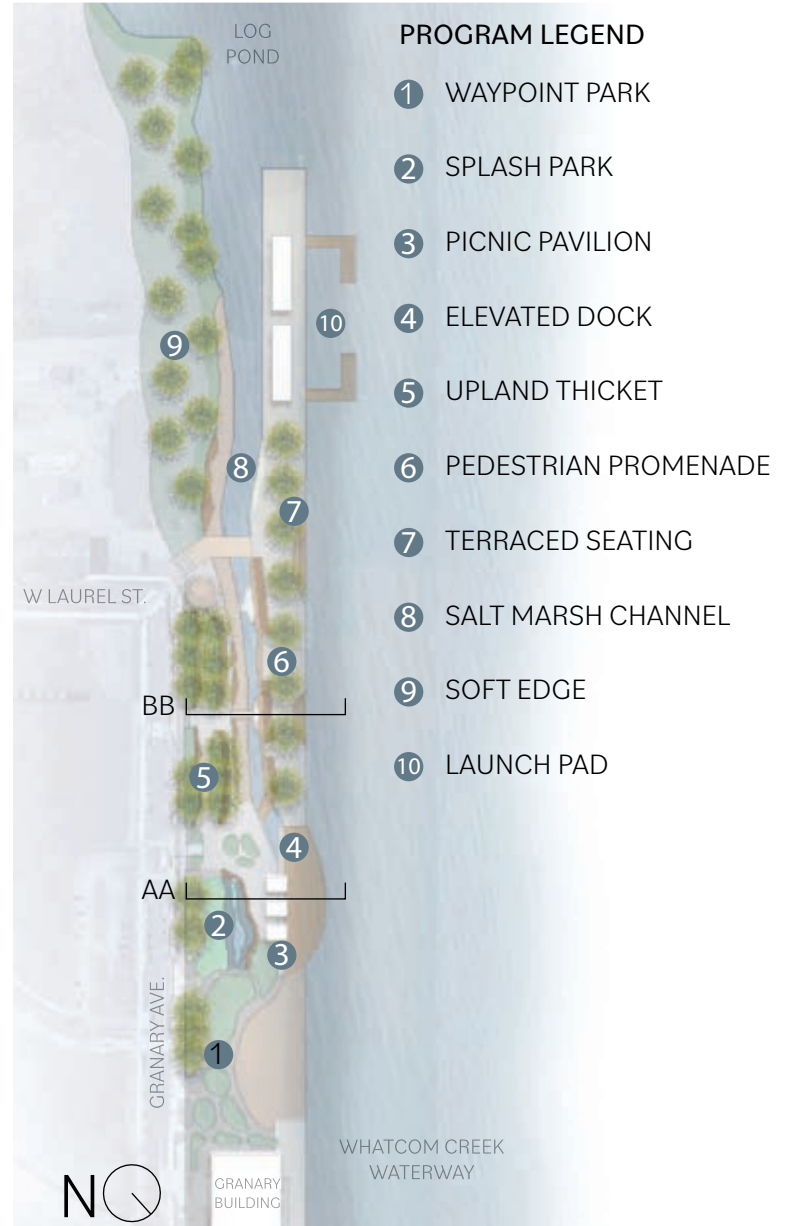 LOG
POND
PROGRAM LEGEND
1 WAYPOINT PARK
2 SPLASH PARK
3 PICNIC PAVILION
4 ELEVATED DOCK
5 UPLAND THICKET
6 PEDESTRIAN PROMENADE
7 TERRACED SEATING
8 SALT MARSH CHANNEL
9 SOFT EDGE
10 LAUNCH PAD
10
9
8
7
W LAUREL ST.
6
BB
5
4
AA
2
3
GRANARY AVE.
1
WHATCOM CREEK
WATERWAY
N
GRANARY
BUILDING